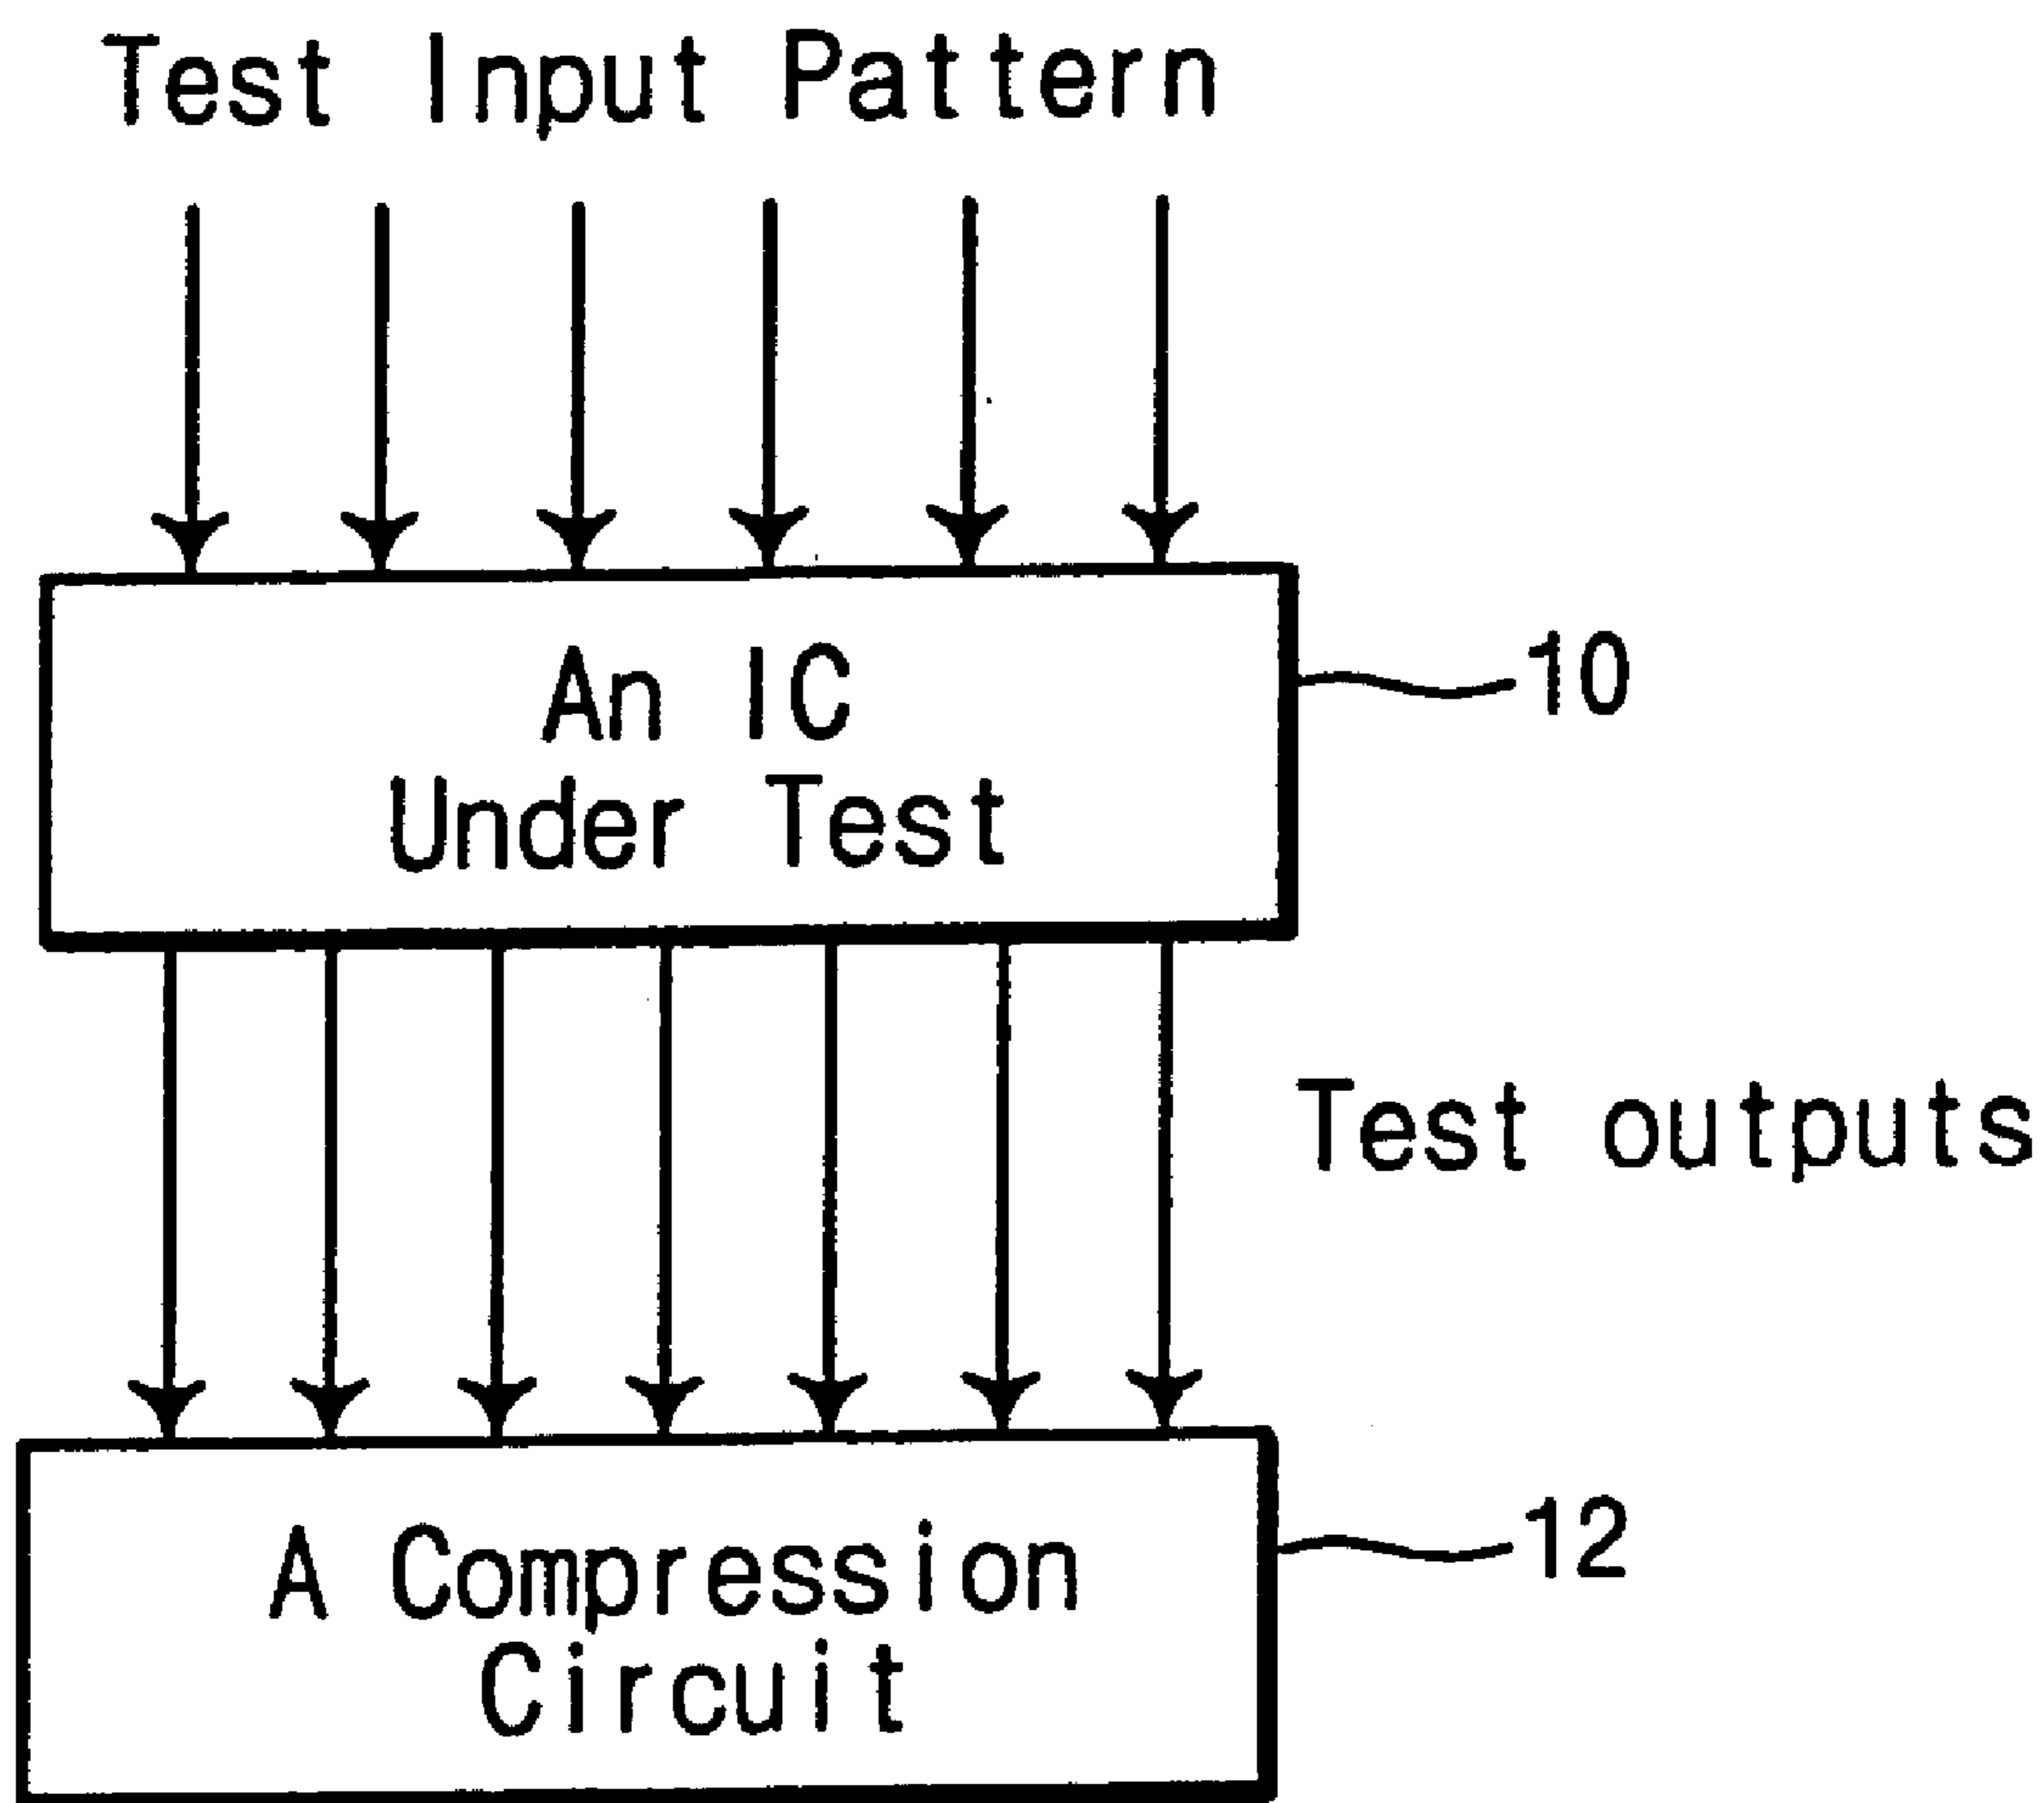 Test Input Pattern
An IC
Under Test
10
Test outputs
A Compression
Circuit
12